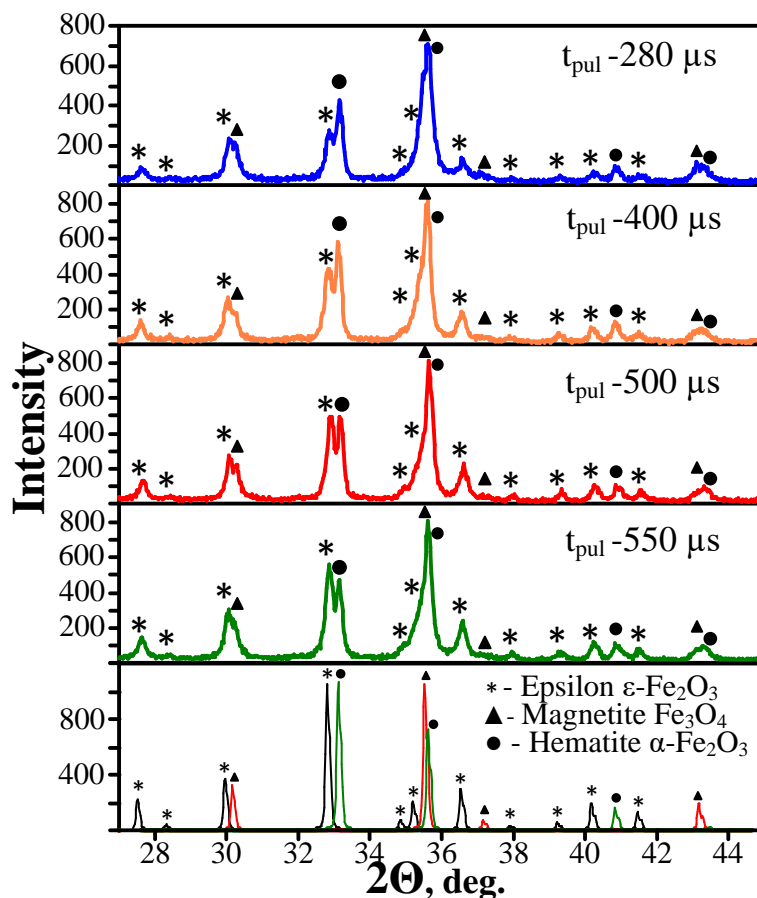 800
600
400
200
t_pul -280 µs
* * * ▲ * ● * * ▲ ● * ▲ * * * ● * ▲ ●
800
600
400
200
t_pul -400 µs
* * * ▲ * ● * * ▲ ● * ▲ * * * ● * ▲ ●
800
600
400
200
t_pul -500 µs
* * * ▲ * ● * * ▲ ● * ▲ * * * ● * ▲ ●
800
600
400
200
t_pul -550 µs
* * * ▲ * ● * * ▲ ● * ▲ * * * ● * ▲ ●
800
400
* - Epsilon ε-Fe₂O₃
▲- Magnetite Fe₃O₄
● - Hematite α-Fe₂O₃
* * * ▲ * ● * * ▲ ● * ▲ * * * ● * ▲
28 30 32 34 36 38 40 42 44
2Θ, deg.
Intensity